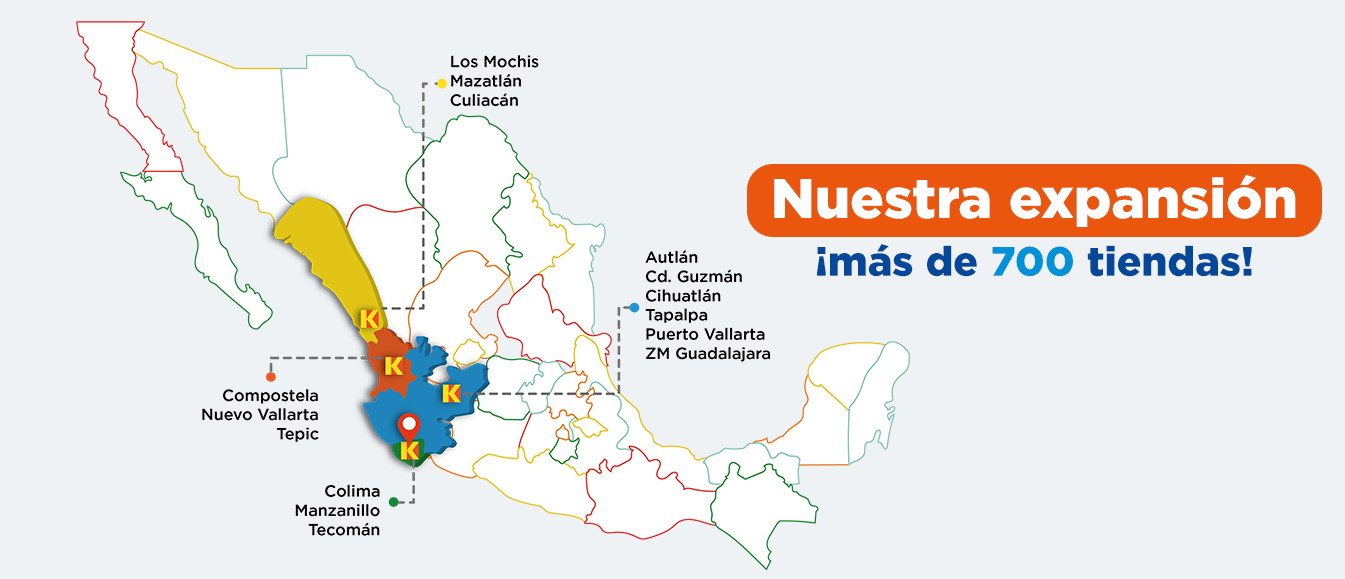 Los Mochis
Mazatlán
Culiacán
Nuestra expansión
¡más de 700 tiendas!
Autlán
Cd. Guzmán
Cihuatlán
Tapalpa
Puerto Vallarta
ZM Guadalajara
K
K
K
Compostela
Nuevo Vallarta
Tepic
K
Colima
Manzanillo
Tecomán